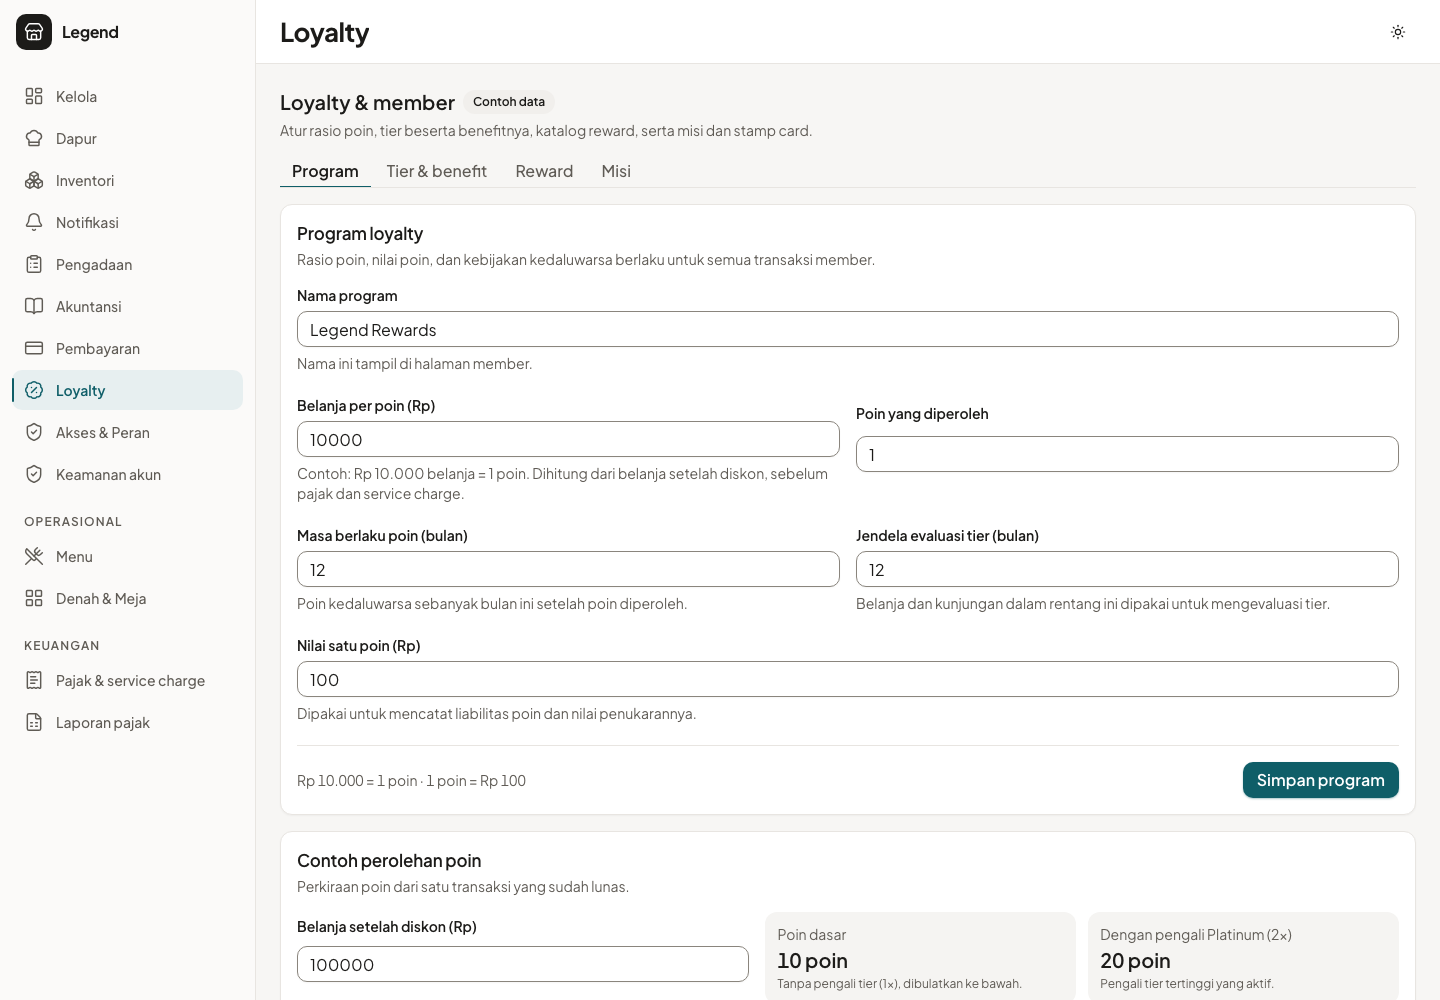 Legend
Kelola
Dapur
Inventori
Notifikasi
Pengadaan
Akuntansi
Pembayaran
Loyalty
Akses & Peran
Keamanan akun
OPERASIONAL
Menu
Denah & Meja
KEUANGAN
Pajak & service charge
Laporan pajak
Loyalty
Loyalty & member
Contoh data
Atur rasio poin, tier beserta benefitnya, katalog reward, serta misi dan stamp card.
Program
Tier & benefit
Reward
Misi
Program loyalty
Rasio poin, nilai poin, dan kebijakan kedaluwarsa berlaku untuk semua transaksi member.
Nama program
Legend Rewards
Nama ini tampil di halaman member.
Belanja per poin (Rp)
10000
Contoh: Rp 10.000 belanja = 1 poin. Dihitung dari belanja setelah diskon, sebelum
pajak dan service charge.
Poin yang diperoleh
1
Masa berlaku poin (bulan)
12
Poin kedaluwarsa sebanyak bulan ini setelah poin diperoleh.
Jendela evaluasi tier (bulan)
12
Belanja dan kunjungan dalam rentang ini dipakai untuk mengevaluasi tier.
Nilai satu poin (Rp)
100
Dipakai untuk mencatat liabilitas poin dan nilai penukarannya.
Rp 10.000 = 1 poin · 1 poin = Rp 100
Simpan program
Contoh perolehan poin
Perkiraan poin dari satu transaksi yang sudah lunas.
Belanja setelah diskon (Rp)
100000
Poin dasar
10 poin
Tanpa pengali tier (1×), dibulatkan ke bawah.
Dengan pengali Platinum (2×)
20 poin
Pengali tier tertinggi yang aktif.